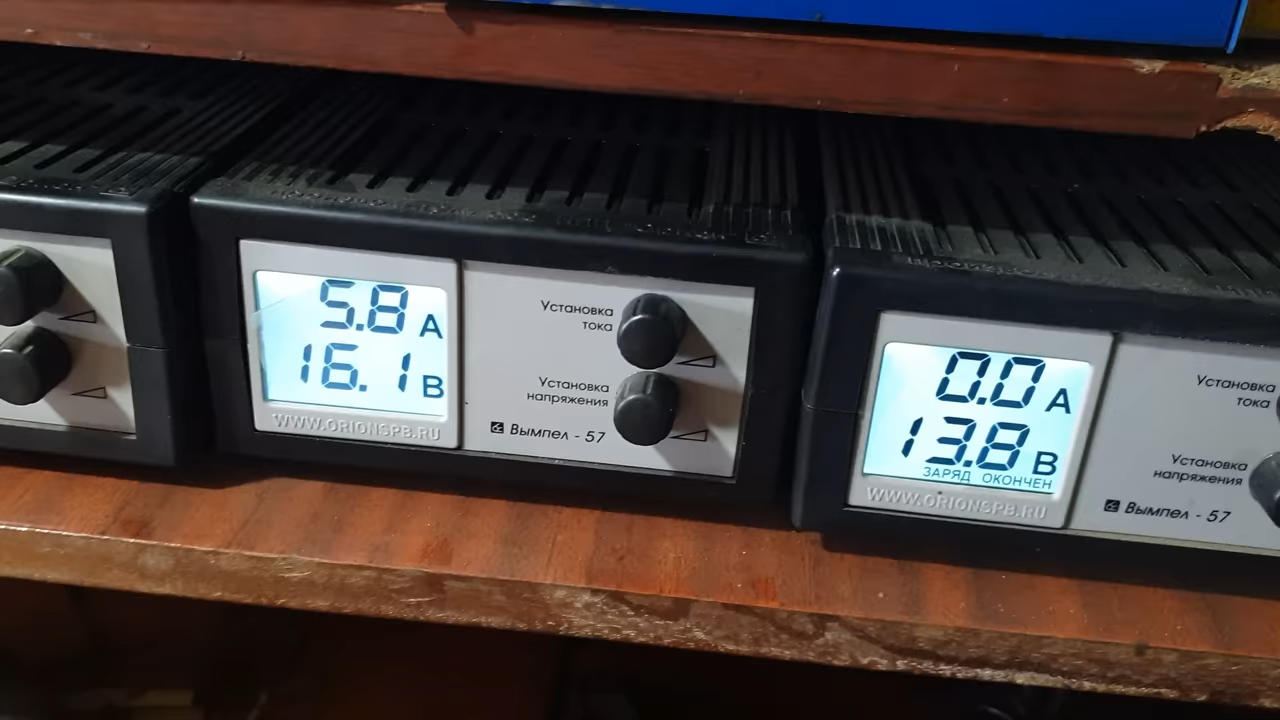 5.8 A
16.1 В
WWW.ORIONSPB.RU
Установка
тока
Установка
напряжения
Вымпел - 57
0.0 А
13.8 В
ЗАРЯД ОКОНЧЕН
WWW.ORIONSPB.RU
Установка
тока
Установка
напряжения
Вымпел - 57